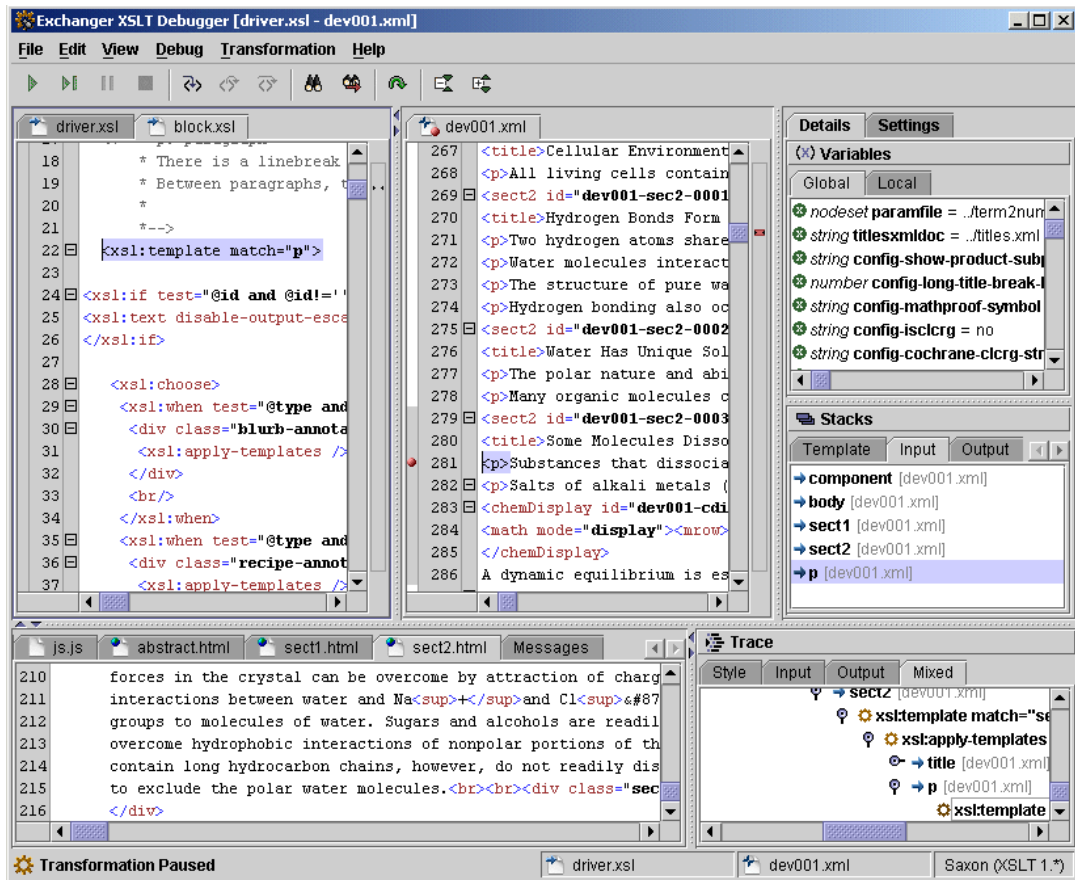 Exchanger XSLT Debugger [driver.xsl - dev001.xml]
File Edit View Debug Transformation Help
driver.xsl block.xsl
18 * There is a linebreak
19 * Between paragraphs, t
20 *
21 *-->
22 <xsl:template match="p">
23
24 <xsl:if test="@id and @id!=''
25 <xsl:text disable-output-esca
26 </xsl:if>
27
28 <xsl:choose>
29 <xsl:when test="@type and
30 <div class="blurb-annota
31 <xsl:apply-templates />
32 </div>
33 <br/>
34 </xsl:when>
35 <xsl:when test="@type and
36 <div class="recipe-annot
37 <xsl:apply-templates />
dev001.xml
267 <title>Cellular Environment
268 <p>All living cells contain
269 <sect2 id="dev001-sec2-0001
270 <title>Hydrogen Bonds Form
271 <p>Two hydrogen atoms share
272 <p>Water molecules interact
273 <p>The structure of pure wa
274 <p>Hydrogen bonding also oc
275 <sect2 id="dev001-sec2-0002
276 <title>Water Has Unique Sol
277 <p>The polar nature and abi
278 <p>Many organic molecules c
279 <sect2 id="dev001-sec2-0003
280 <title>Some Molecules Disso
281 <p>Substances that dissocia
282 <p>Salts of alkali metals (
283 <chemDisplay id="dev001-cdi
284 <math mode="display"><mrow>
285 </chemDisplay>
286 A dynamic equilibrium is es
Details Settings
(x) Variables
Global Local
nodeset paramfile = ../term2num
string titlesxmldoc = ../titles.xml
string config-show-product-subj
number config-long-title-break-l
string config-mathproof-symbol
string config-isclcrg = no
string config-cochrane-clcrg-str
Stacks
Template Input Output
component [dev001.xml]
body [dev001.xml]
sect1 [dev001.xml]
sect2 [dev001.xml]
p [dev001.xml]
js.js abstract.html sect1.html sect2.html Messages
210 forces in the crystal can be overcome by attraction of charg
211 interactions between water and Na<sup>+</sup>and Cl<sup>&#87
212 groups to molecules of water. Sugars and alcohols are readil
213 overcome hydrophobic interactions of nonpolar portions of th
214 contain long hydrocarbon chains, however, do not readily dis
215 to exclude the polar water molecules.<br><br><div class="sec
216 </div>
Trace
Style Input Output Mixed
sect2 [dev001.xml]
xsl:template match="se
xsl:apply-templates
title [dev001.xml]
p [dev001.xml]
xsl:template
Transformation Paused
driver.xsl
dev001.xml
Saxon (XSLT 1.*)